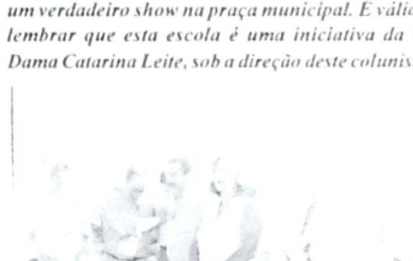 um verdadeiro show na praça municipal. É váli
lembrar que esta escola é uma iniciativa da
Dama Catarina Leite, sob a direção deste colunis